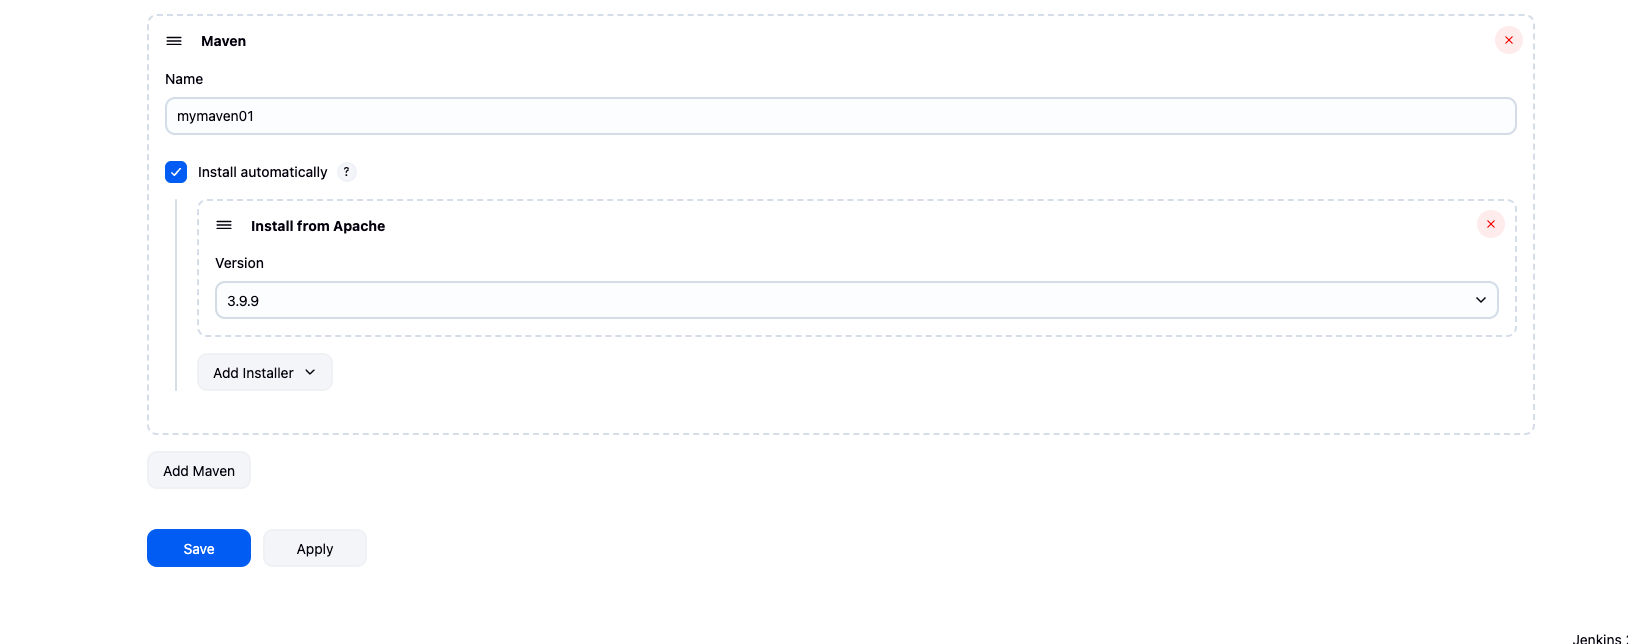 Maven
Name
mymaven01
Install automatically ?
Install from Apache
Version
3.9.9
Add Installer
Add Maven
Save Apply
Jenkins